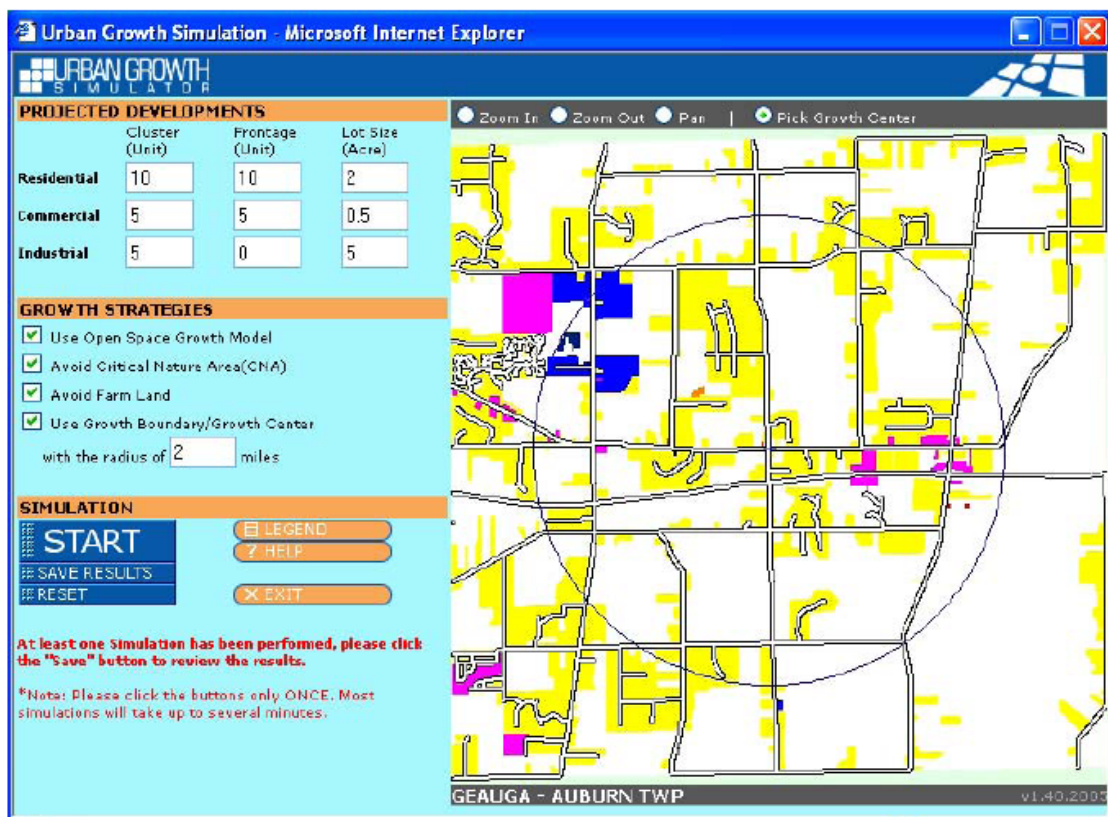 Urban Growth Simulation - Microsoft Internet Explorer
URBAN GROWTH
SIMULATOR
PROJECTED DEVELOPMENTS
Cluster (Unit) Frontage (Unit) Lot Size (Acre)
Residential 10 10 2
Commercial 5 5 0.5
Industrial 5 0 5
GROWTH STRATEGIES
Use Open Space Growth Model
Avoid Critical Nature Area(CNA)
Avoid Farm Land
Use Growth Boundary/Growth Center
with the radius of 2 miles
SIMULATION
START
SAVE RESULTS
RESET
LEGEND
? HELP
X EXIT
At least one Simulation has been performed, please click
the "Save" button to review the results.
*Note: Please click the buttons only ONCE. Most
simulations will take up to several minutes.
Zoom In Zoom Out Pan | Pick Growth Center
GEAUGA - AUBURN TWP
v1.40.2005